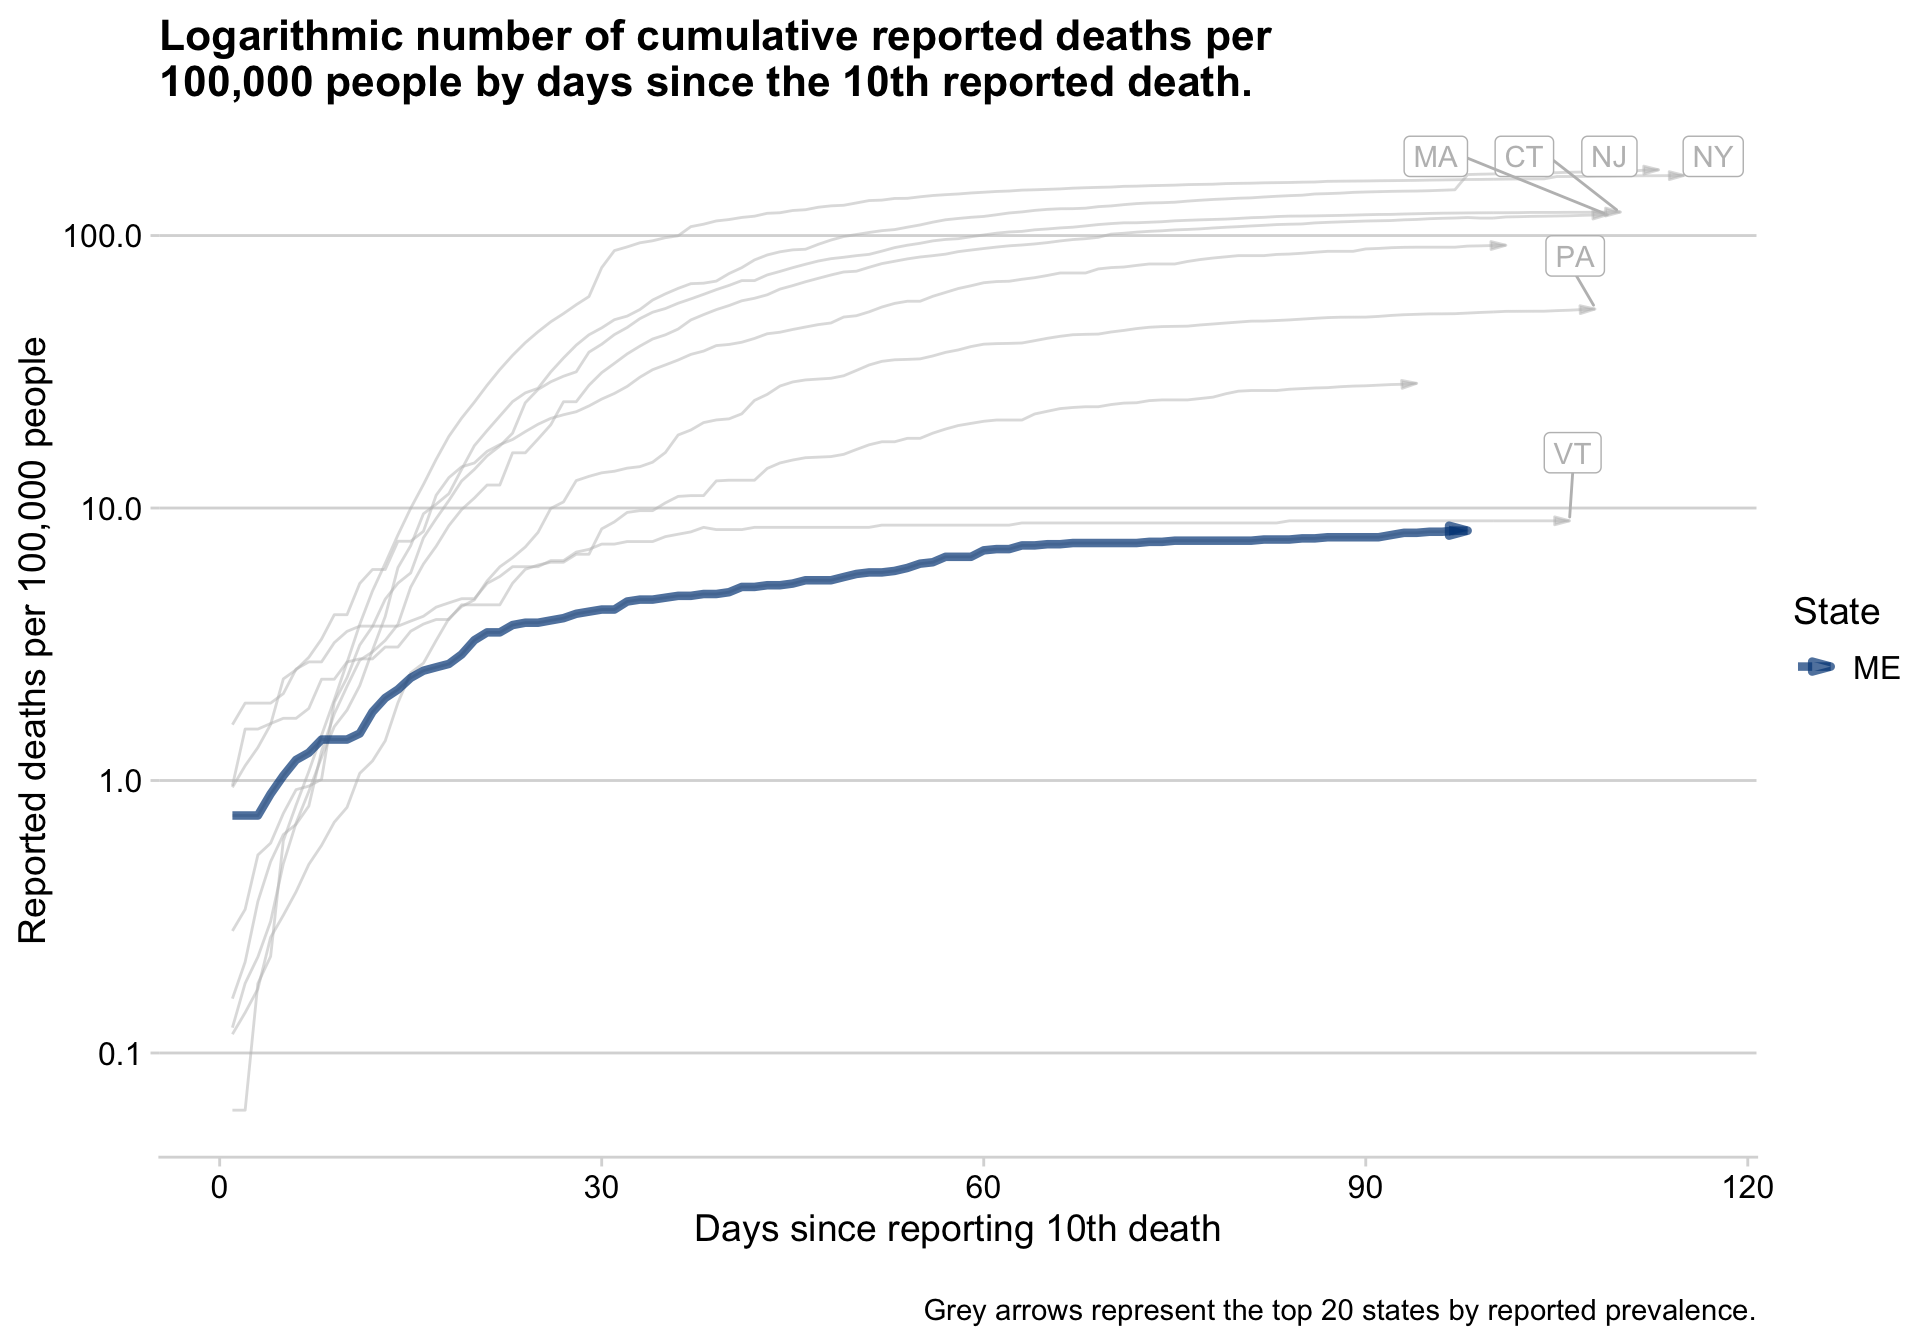 Logarithmic number of cumulative reported deaths per
100,000 people by days since the 10th reported death.
MA
CT
NJ
NY
100.0
PA
VT
10.0
1.0
0.1
Reported deaths per 100,000 people
State
ME
0
30
60
90
120
Days since reporting 10th death
Grey arrows represent the top 20 states by reported prevalence.